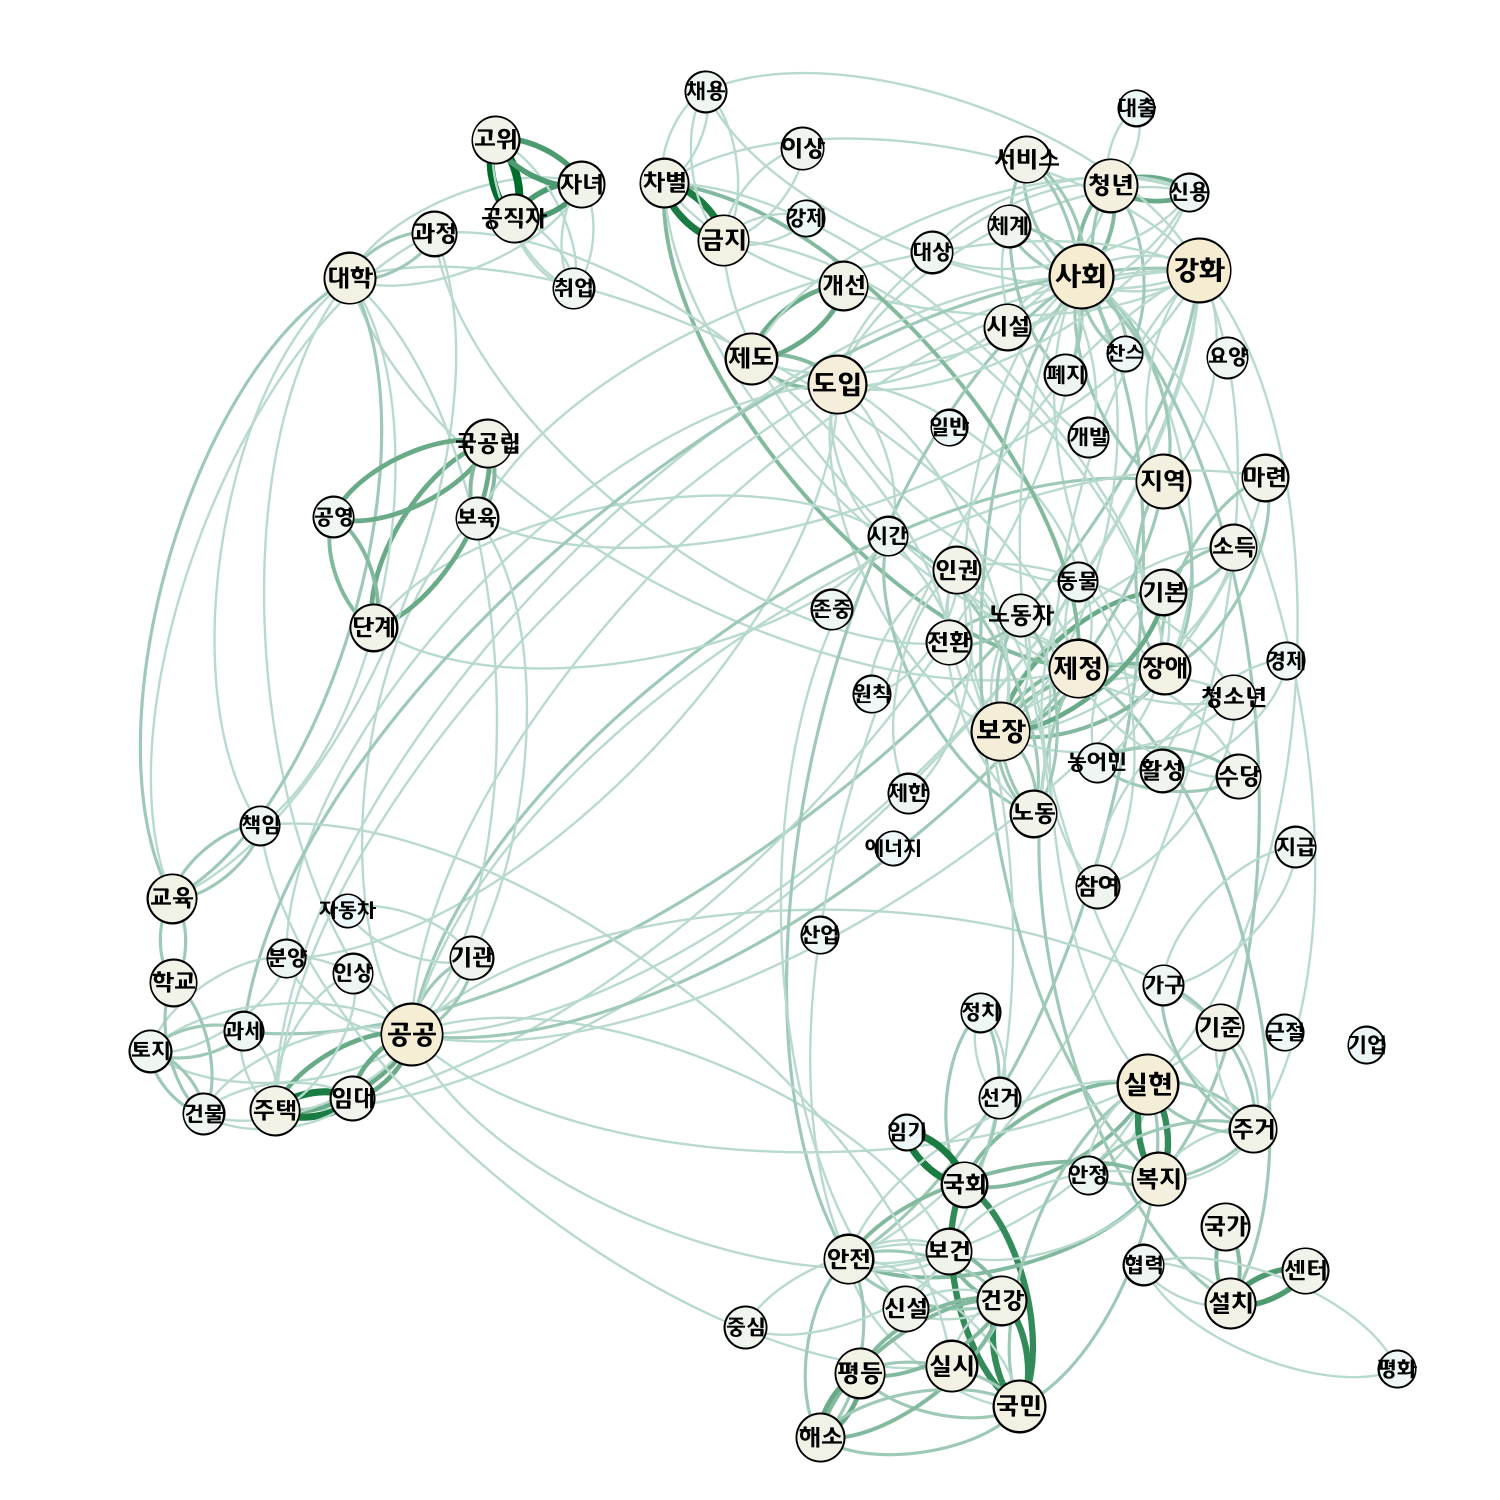 채용
대출
고위
이상
서비스
자녀
차별
청년
신용
공직자
강제
과정
금지
체계
대상
대학
취업
개선
사회
강화
시설
제도
찬스
요양
도입
폐지
일반
개발
국공립
지역
마련
공영
보육
시간
소득
인권
동물
기본
존중
노동자
단계
전환
제정
장애
경제
원칙
청소년
보장
농어민
활성
수당
제한
노동
책임
에너지
지급
참여
교육
자동차
산업
분양
인상
기관
학교
가구
정치
과세
공공
기준
근절
기업
토지
실현
건물
주택
임대
선거
임기
주거
안정
복지
국회
국가
안전
보건
협력
센터
신설
건강
설치
중심
평등
실시
평화
국민
해소